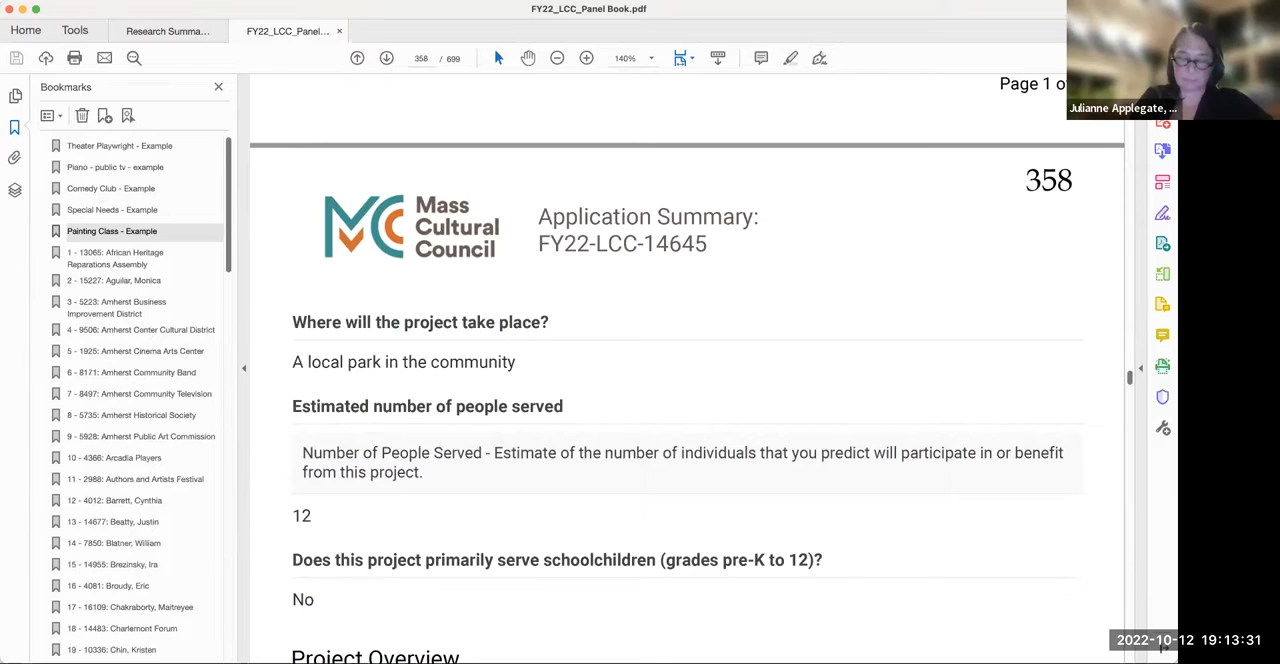 FY22_LCC_Panel Book.pdf
Home
Tools
Research Summa...
FY22_LCC_Panel...
358
/ 699
140%
Bookmarks
Theater Playwright - Example
Piano - public tv - example
Comedy Club - Example
Special Needs - Example
Painting Class - Example
1 - 13065: African Heritage
Reparations Assembly
2 - 15227: Aguilar, Monica
3 - 5223: Amherst Business
Improvement District
4 - 9506: Amherst Center Cultural District
5 - 1925: Amherst Cinema Arts Center
6 - 8171: Amherst Community Band
7 - 8497: Amherst Community Television
8 - 5735: Amherst Historical Society
9 - 5928: Amherst Public Art Commission
10 - 4366: Arcadia Players
11 - 2988: Authors and Artists Festival
12 - 4012: Barrett, Cynthia
13 - 14677: Beatty, Justin
14 - 7850: Blatner, William
15 - 14955: Brezinsky, Ira
16 - 4081: Broudy, Eric
17 - 16109: Chakraborty, Maitreyee
18 - 14483: Charlemont Forum
19 - 10336: Chin, Kristen
Page 1 of
358
MCC
Mass
Cultural
Council
Application Summary:
FY22-LCC-14645
Where will the project take place?
A local park in the community
Estimated number of people served
Number of People Served - Estimate of the number of individuals that you predict will participate in or benefit
from this project.
12
Does this project primarily serve schoolchildren (grades pre-K to 12)?
No
Project Overview
Julianne Applegate, ...
2022-10-12 19:13:31